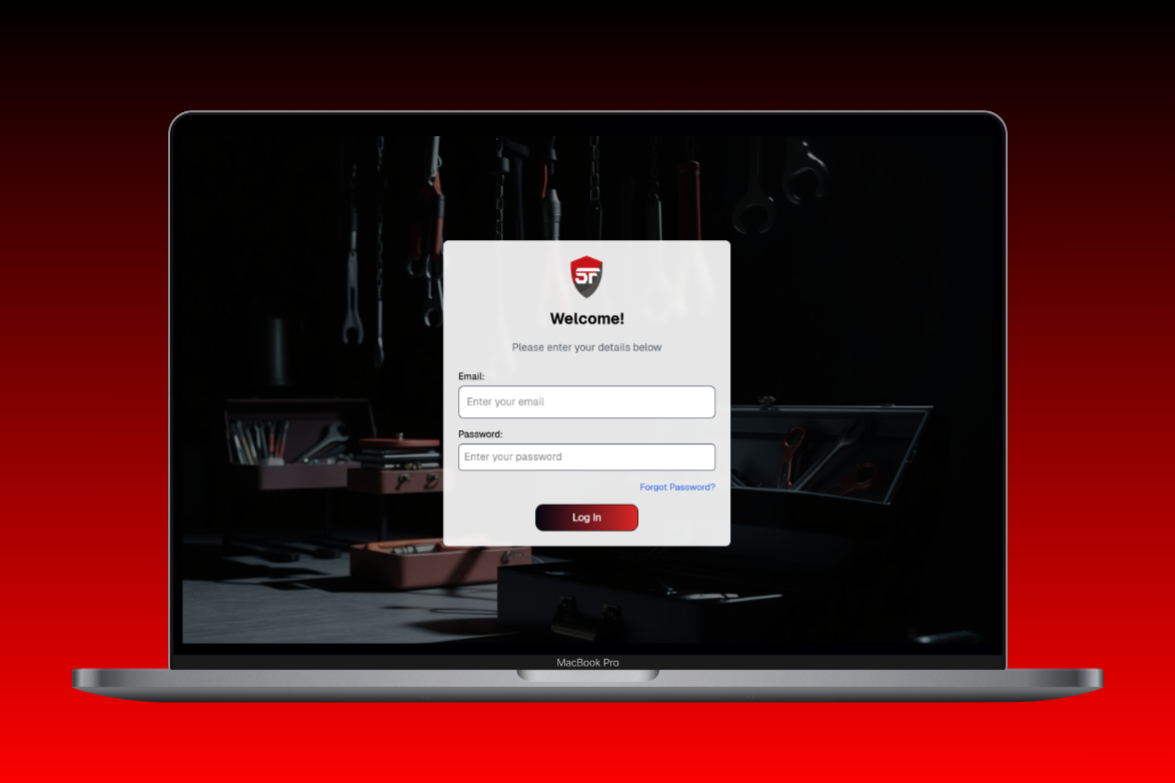 SF
Welcome!
Please enter your details below
Email:
Enter your email
Password:
Enter your password
Forgot Password?
Log In
MacBook Pro